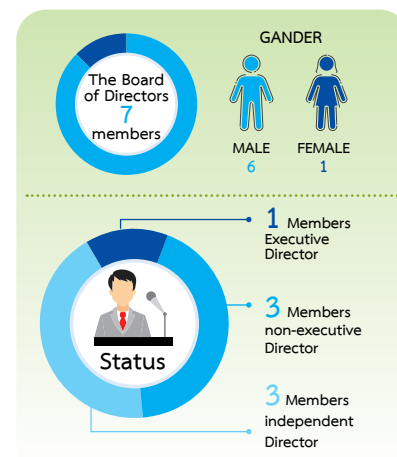 GANDER
The Board
of Directors
7
members
MALE
6
FEMALE
1
1 Members
Executive
Director
3 Members
non-executive
Director
Status
3 Members
independent
Director